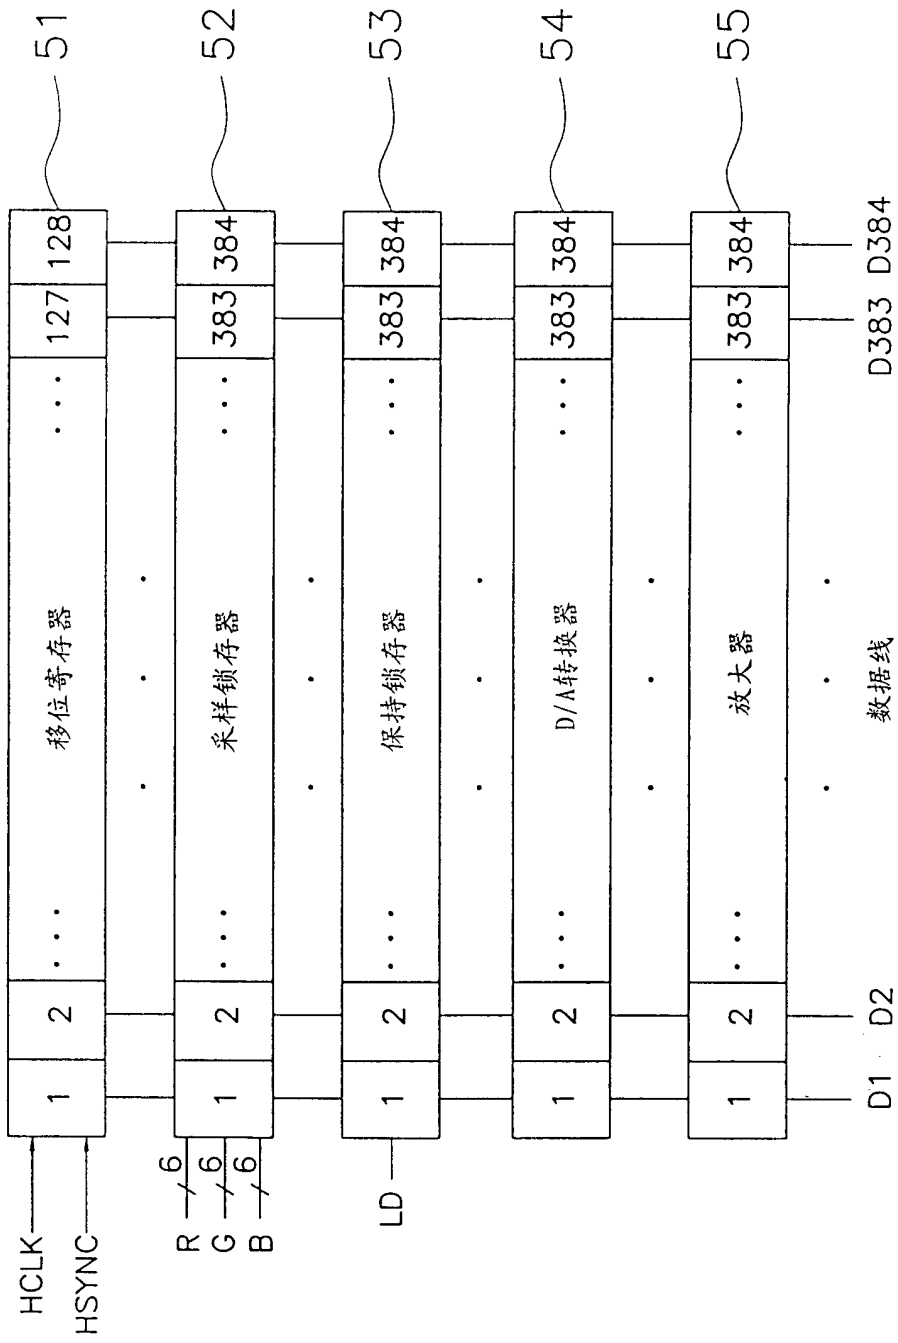 HCLK
HSYNC
1 2 ... 移位寄存器 ... 127 128
51
R 6
G 6
B 6
1 2 ... 采样锁存器 ... 383 384
52
LD
1 2 ... 保持锁存器 ... 383 384
53
1 2 ... D/A转换器 ... 383 384
54
1 2 ... 放大器 ... 383 384
55
D1 D2 数据线 D383 D384